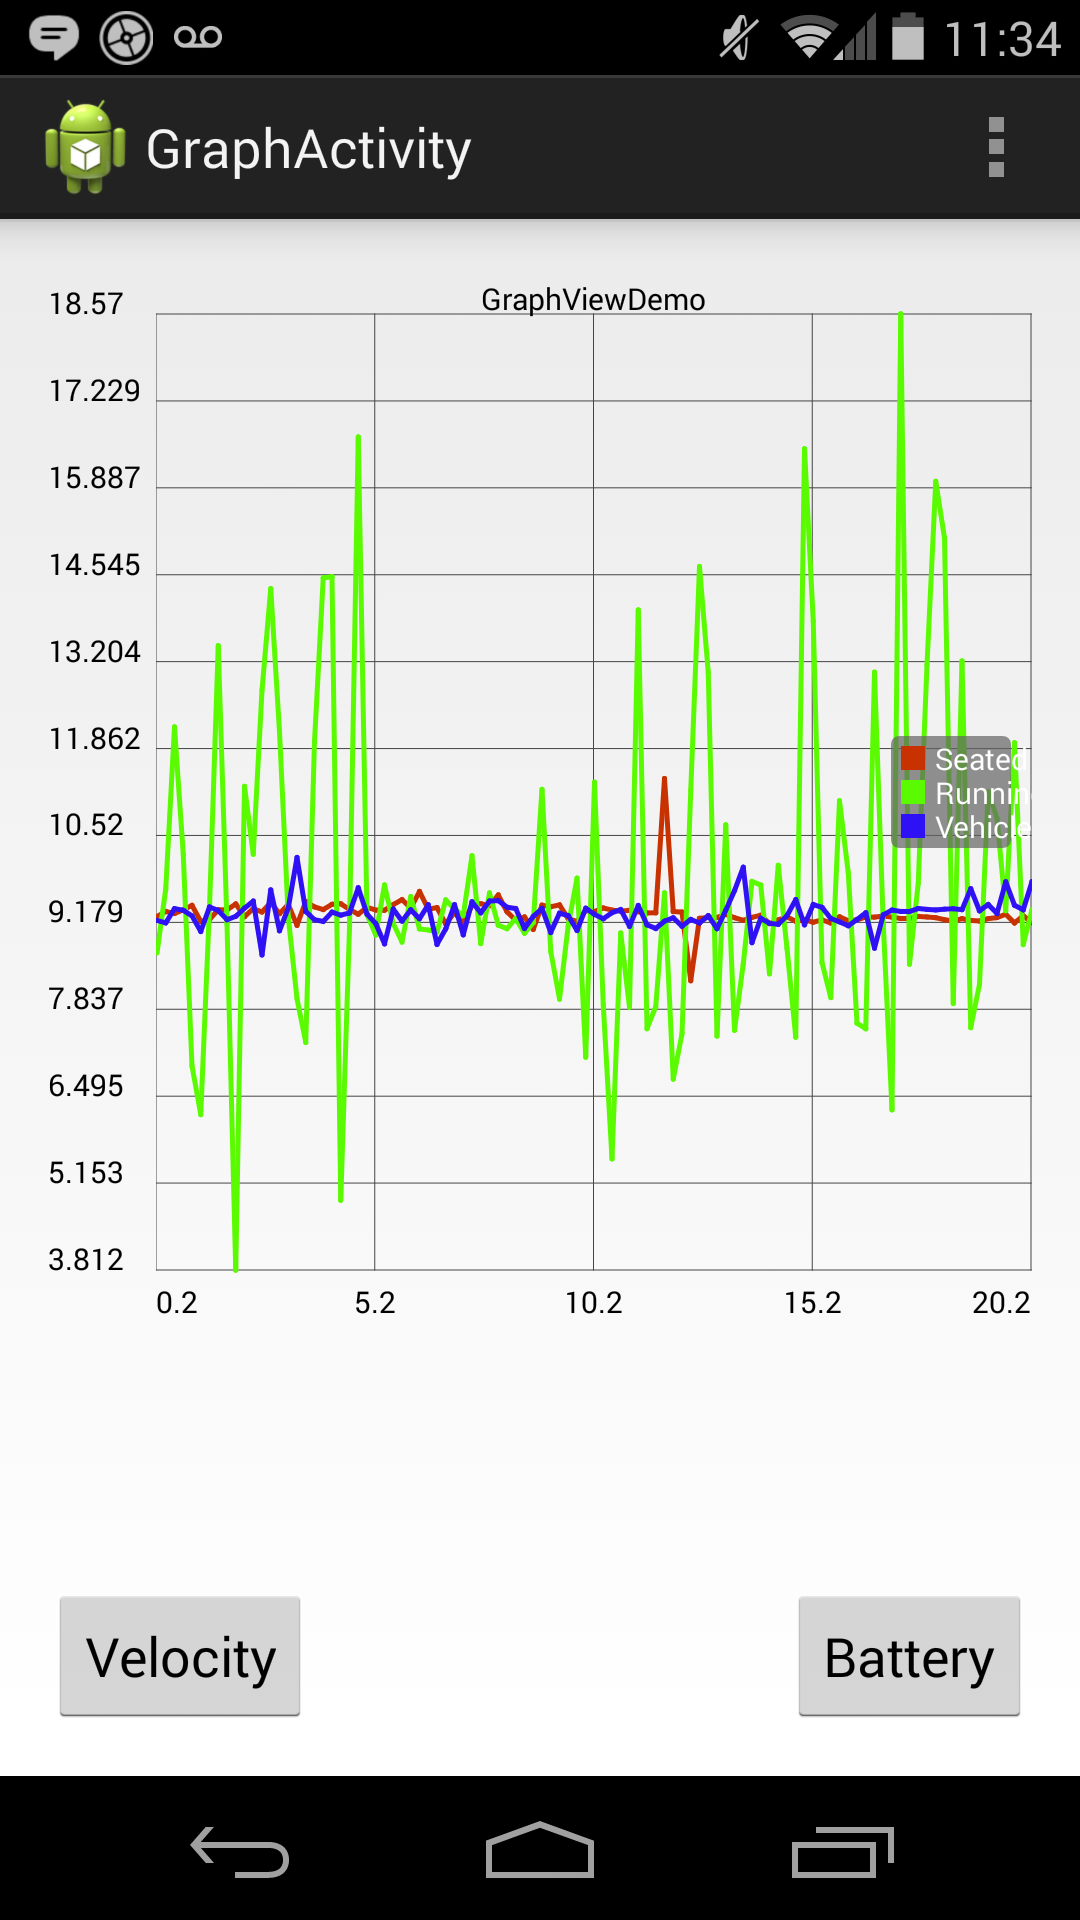 11:34
GraphActivity
GraphViewDemo
18.57
17.229
15.887
14.545
13.204
11.862
10.52
9.179
7.837
6.495
5.153
3.812
Seated
Runnin
Vehicle
0.2 5.2 10.2 15.2 20.2
Velocity Battery